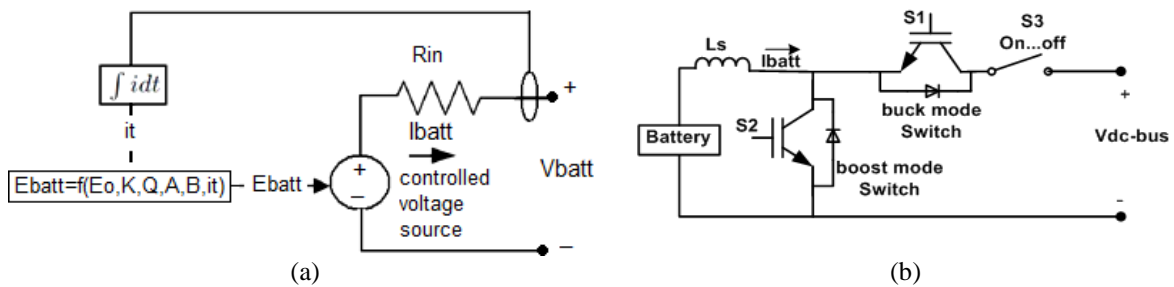 ∫ idt
it
Ebatt=f(Eo,K,Q,A,B,it)
Ebatt
Rin
Ibatt
+
−
controlled
voltage
source
+
Vbatt
−
(a)
Ls
Ibatt
Battery
S2
boost mode
Switch
S1
buck mode
Switch
S3
On...off
+
Vdc-bus
-
(b)